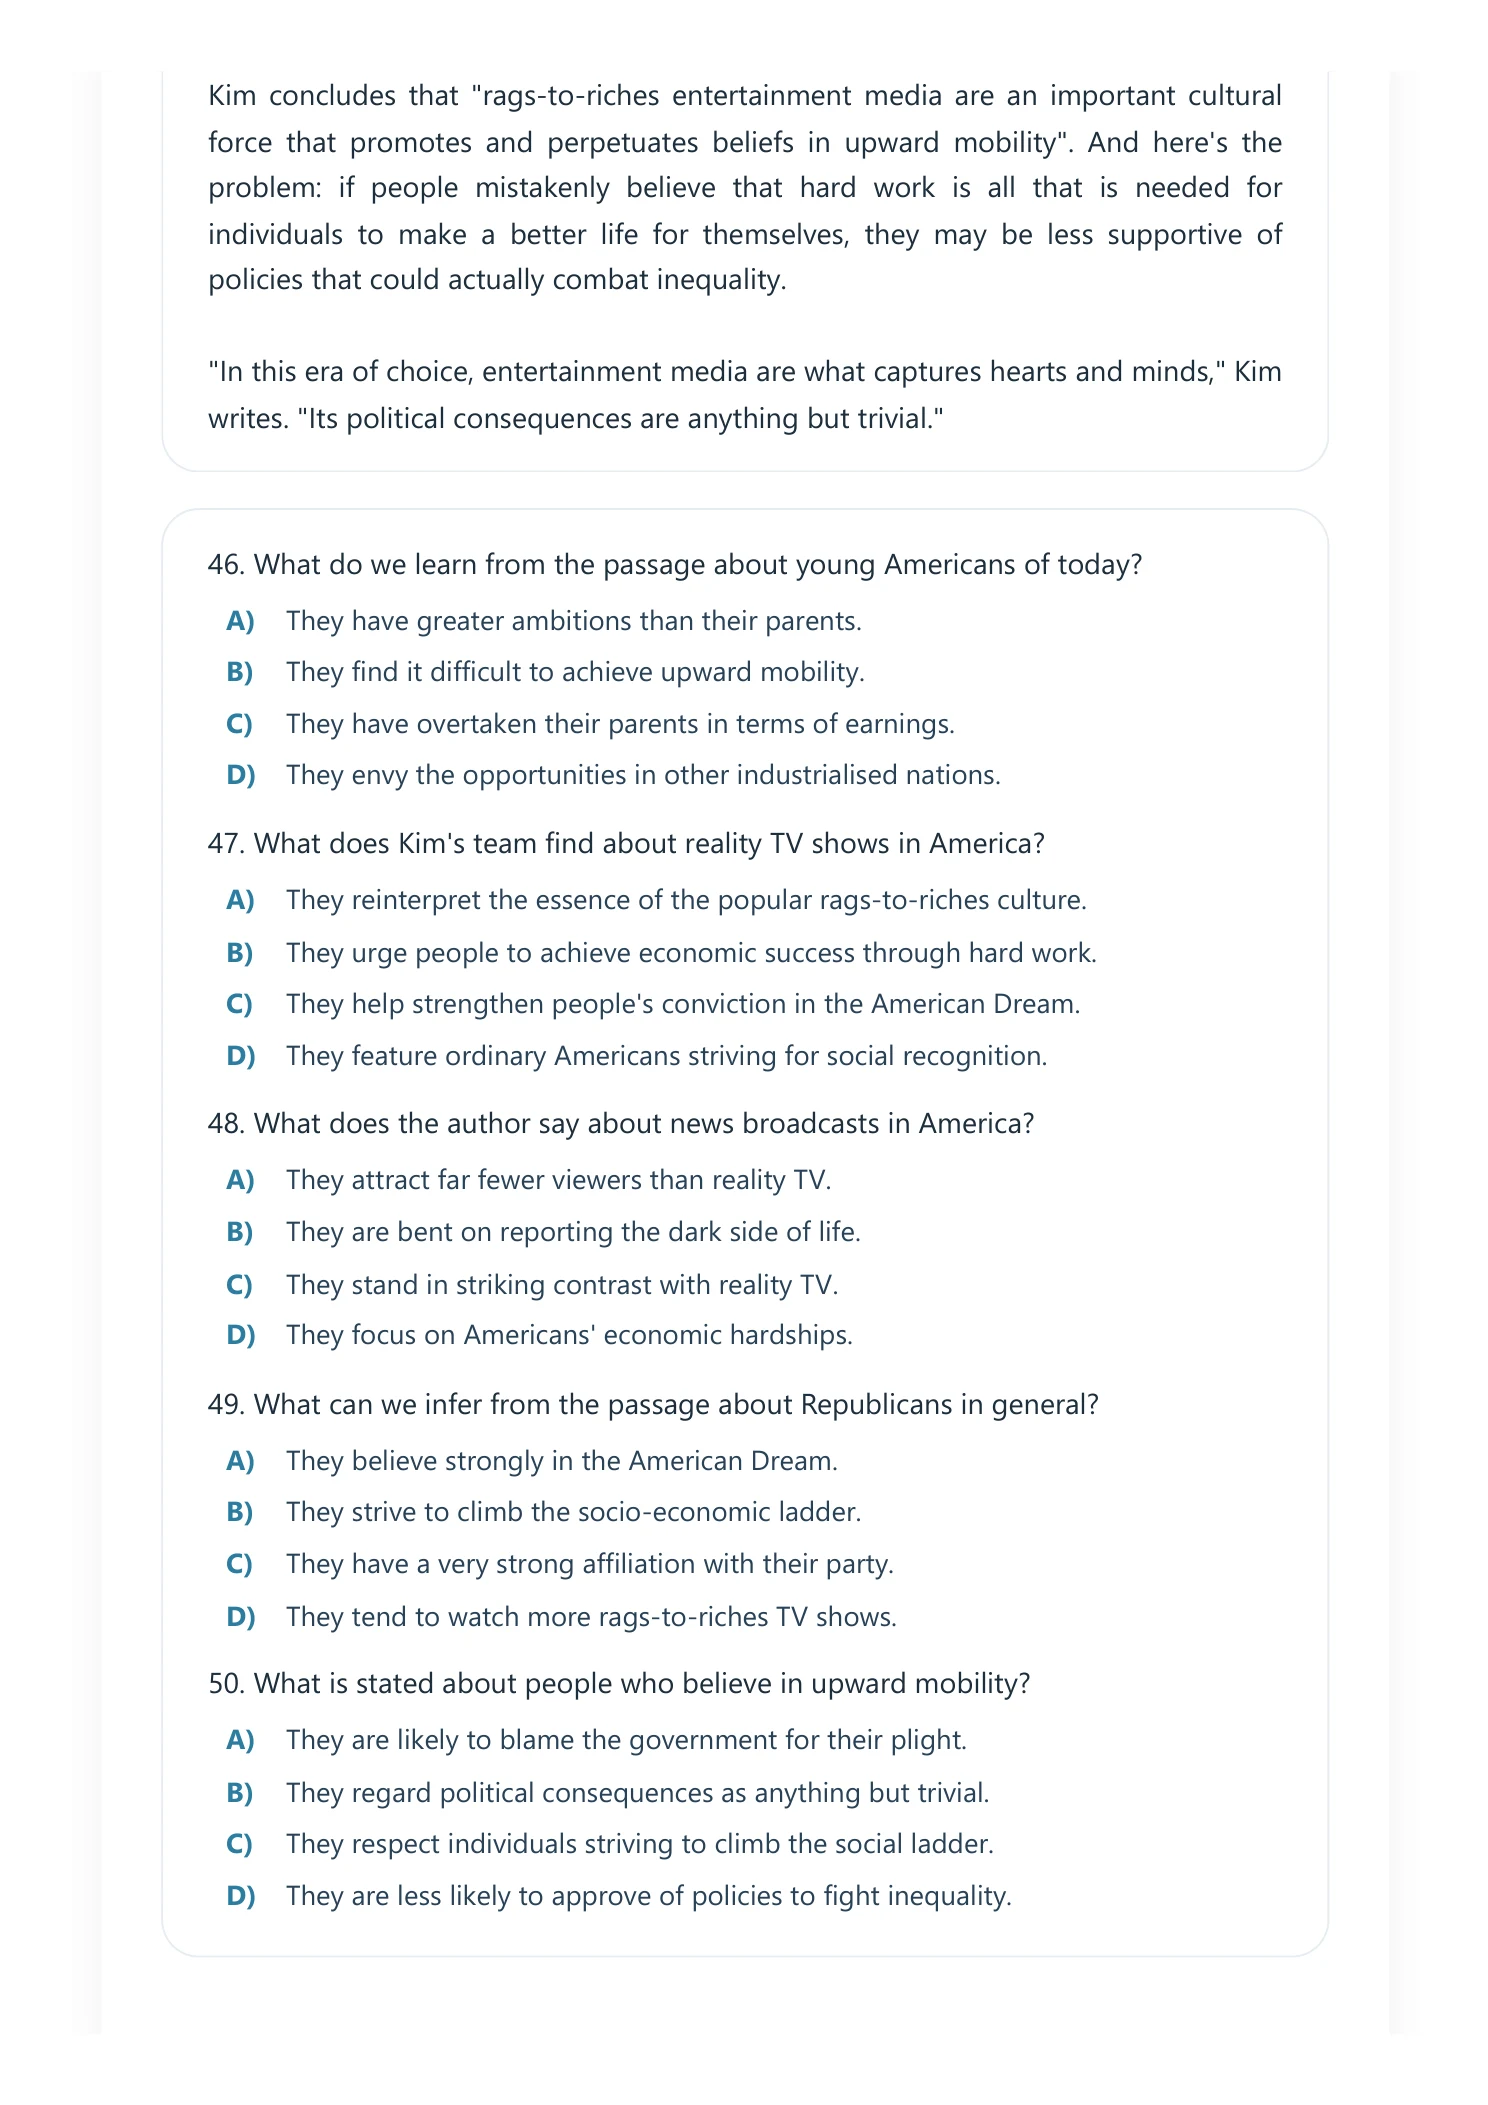 Kim concludes that "rags-to-riches entertainment media are an important cultural
force that promotes and perpetuates beliefs in upward mobility". And here's the
problem: if people mistakenly believe that hard work is all that is needed for
individuals to make a better life for themselves, they may be less supportive of
policies that could actually combat inequality.
"In this era of choice, entertainment media are what captures hearts and minds," Kim
writes. "Its political consequences are anything but trivial."
46. What do we learn from the passage about young Americans of today?
A) They have greater ambitions than their parents.
B) They find it difficult to achieve upward mobility.
C) They have overtaken their parents in terms of earnings.
D) They envy the opportunities in other industrialised nations.
47. What does Kim's team find about reality TV shows in America?
A) They reinterpret the essence of the popular rags-to-riches culture.
B) They urge people to achieve economic success through hard work.
C) They help strengthen people's conviction in the American Dream.
D) They feature ordinary Americans striving for social recognition.
48. What does the author say about news broadcasts in America?
A) They attract far fewer viewers than reality TV.
B) They are bent on reporting the dark side of life.
C) They stand in striking contrast with reality TV.
D) They focus on Americans' economic hardships.
49. What can we infer from the passage about Republicans in general?
A) They believe strongly in the American Dream.
B) They strive to climb the socio-economic ladder.
C) They have a very strong affiliation with their party.
D) They tend to watch more rags-to-riches TV shows.
50. What is stated about people who believe in upward mobility?
A) They are likely to blame the government for their plight.
B) They regard political consequences as anything but trivial.
C) They respect individuals striving to climb the social ladder.
D) They are less likely to approve of policies to fight inequality.